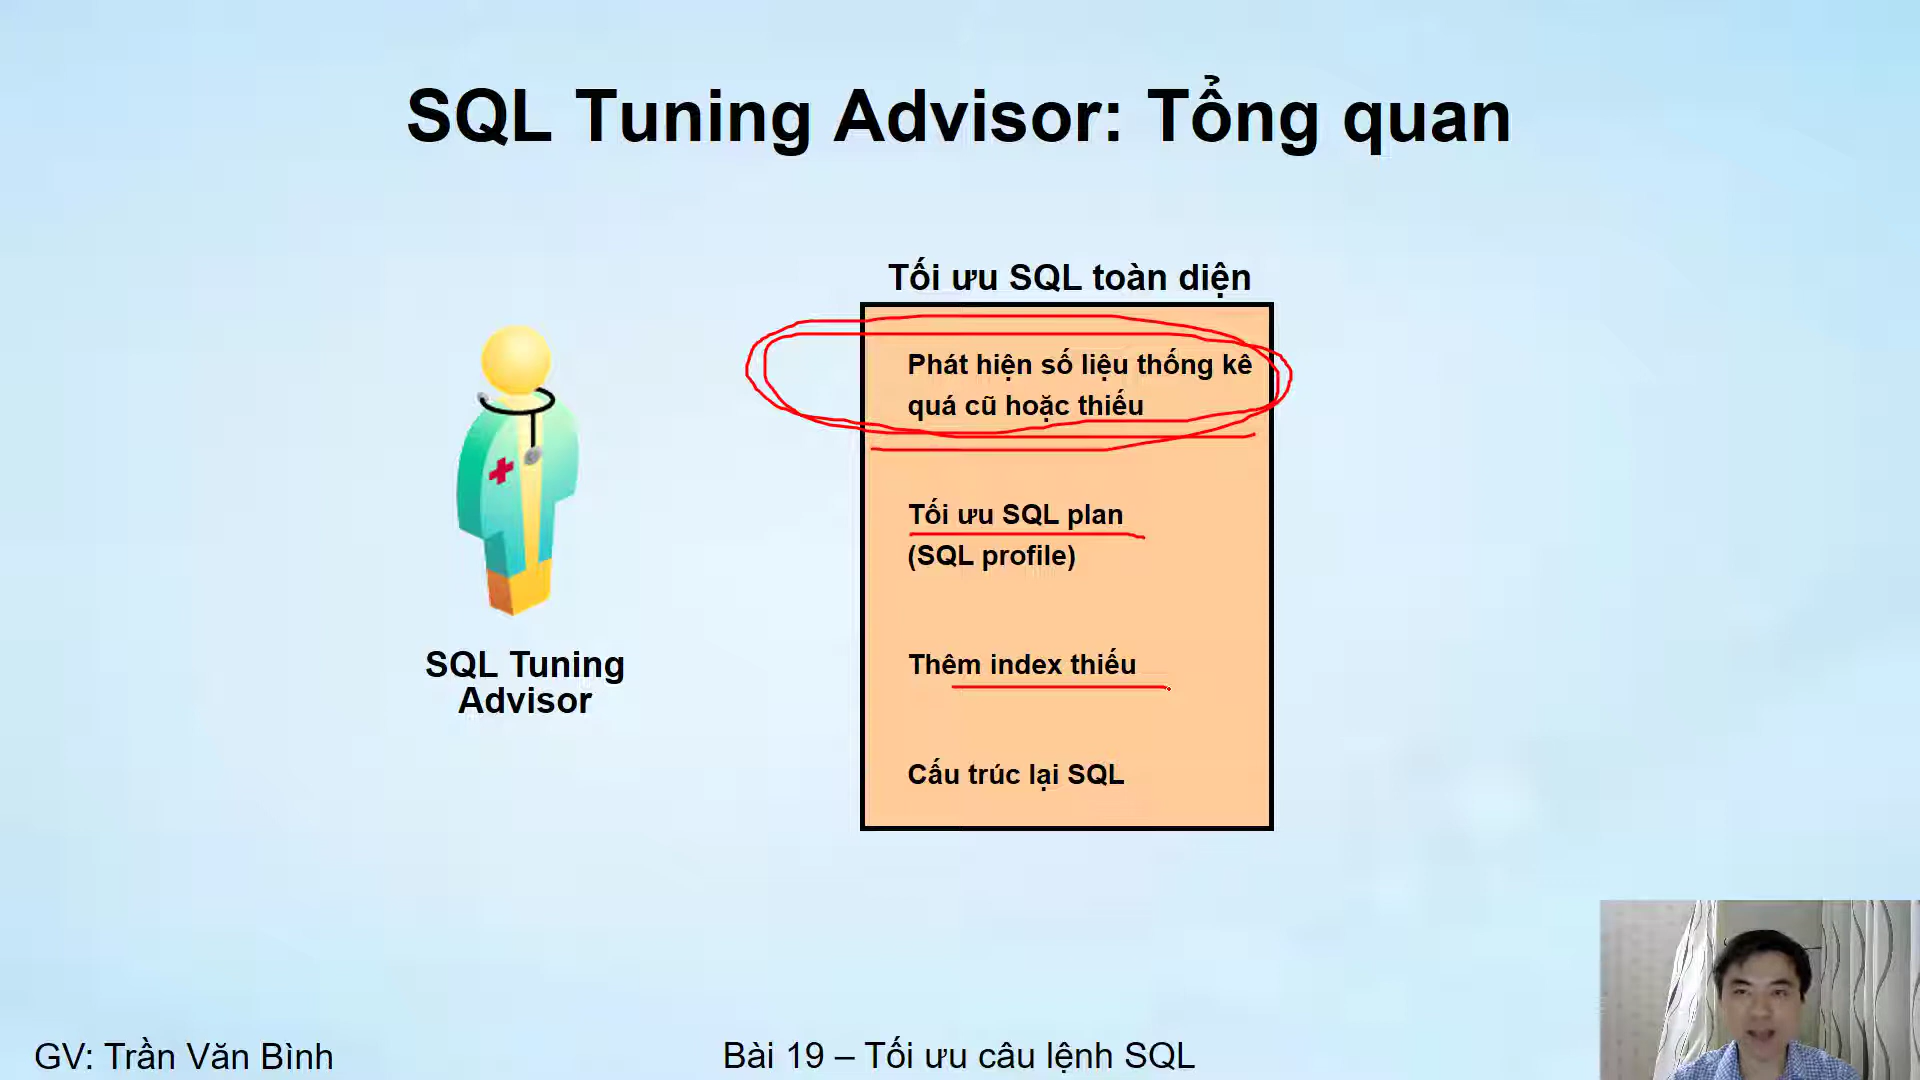 SQL Tuning Advisor: Tổng quan
Tối ưu SQL toàn diện
Phát hiện số liệu thống kê
quá cũ hoặc thiếu
Tối ưu SQL plan
(SQL profile)
Thêm index thiếu
Cấu trúc lại SQL
SQL Tuning
Advisor
GV: Trần Văn Bình
Bài 19 – Tối ưu câu lệnh SQL